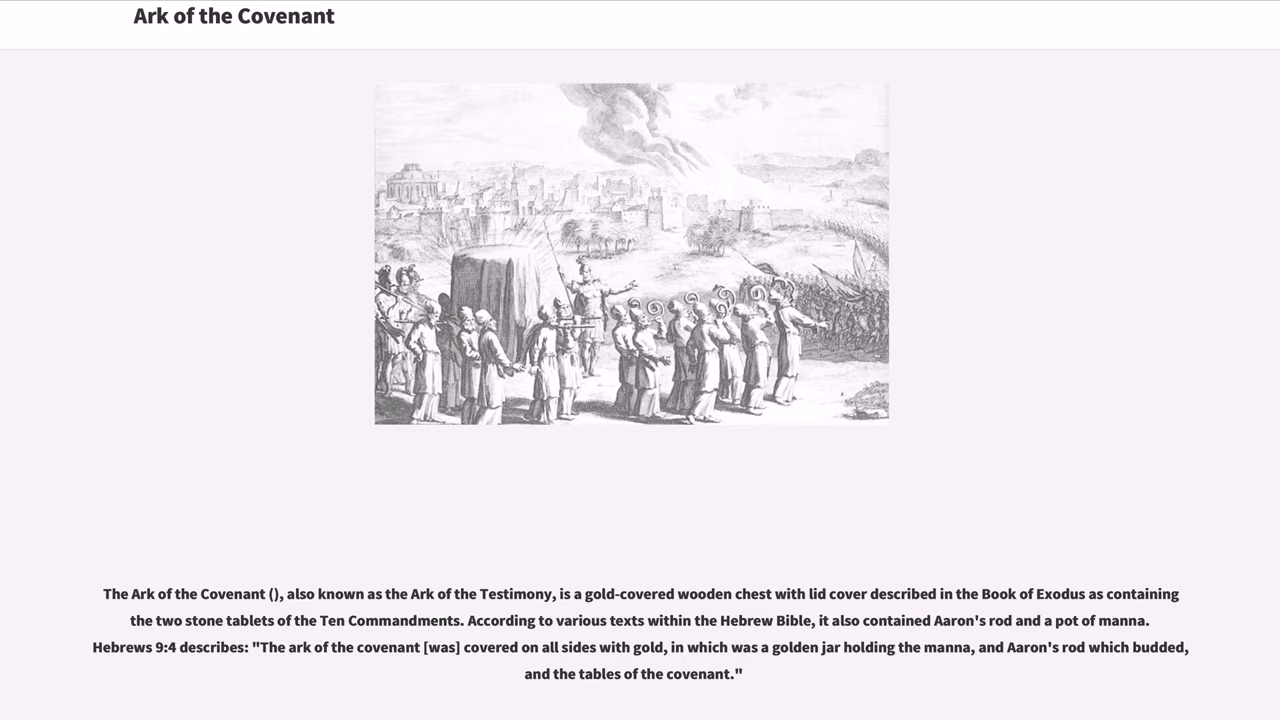 Ark of the Covenant
The Ark of the Covenant (), also known as the Ark of the Testimony, is a gold-covered wooden chest with lid cover described in the Book of Exodus as containing
the two stone tablets of the Ten Commandments. According to various texts within the Hebrew Bible, it also contained Aaron's rod and a pot of manna.
Hebrews 9:4 describes: "The ark of the covenant [was] covered on all sides with gold, in which was a golden jar holding the manna, and Aaron's rod which budded,
and the tables of the covenant."